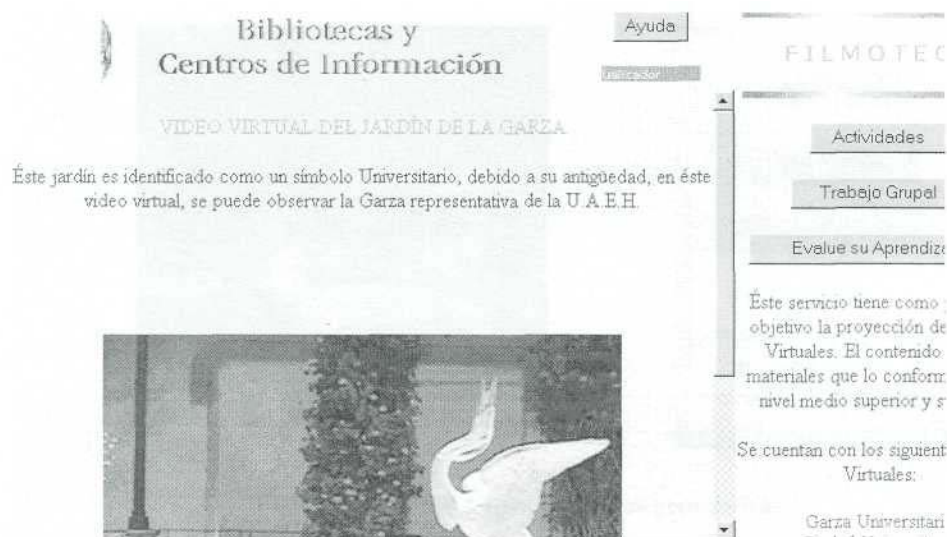 Bibliotecas y
Centros de Información
VIDEO VIRTUAL DEL JARDÍN DE LA GARZA
Éste jardín es identificado como un símbolo Universitario, debido a su antigüedad, en éste
video virtual, se puede observar la Garza representativa de la U.A.E.H.
Ayuda
FILMOTEC
Actividades
Trabajo Grupal
Evalue su Aprendiz
Éste servicio tiene como
objetivo la proyección de
Virtuales. El contenido
materiales que lo conform
nivel medio superior y s
Se cuentan con los siguient
Virtuales:
Garza Universitari